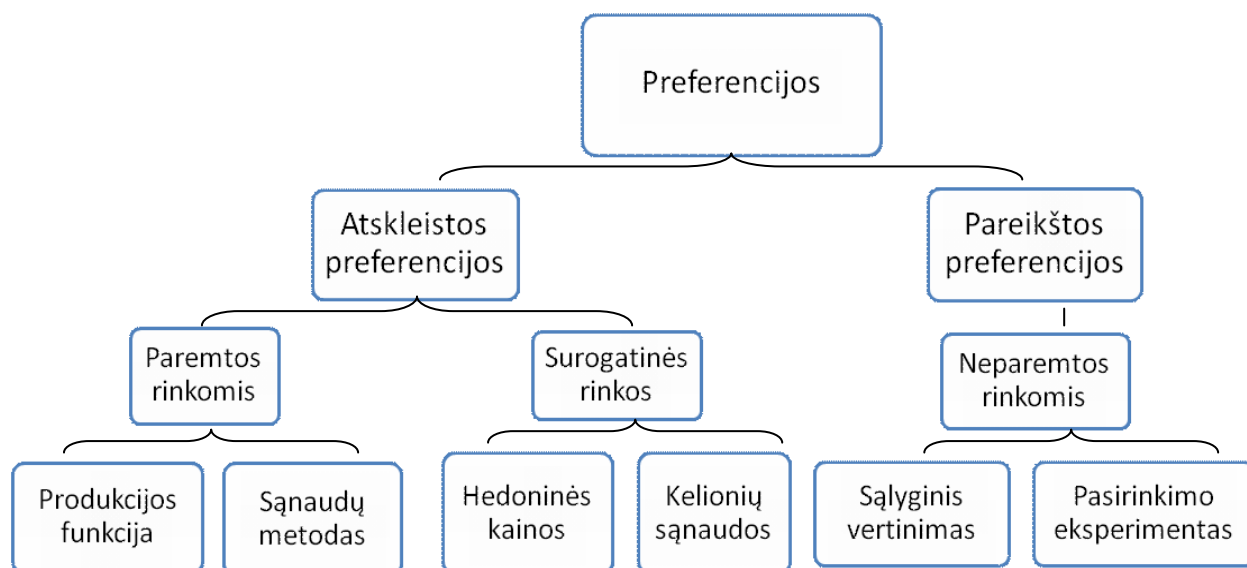 Preferencijos
Atskleistos
preferencijos
Pareikštos
preferencijos
Paremtos
rinkomis
Surogatinės
rinkos
Neparemtos
rinkomis
Produkcijos
funkcija
Sąnaudų
metodas
Hedoninės
kainos
Kelionių
sąnaudos
Sąlyginis
vertinimas
Pasirinkimo
eksperimentas